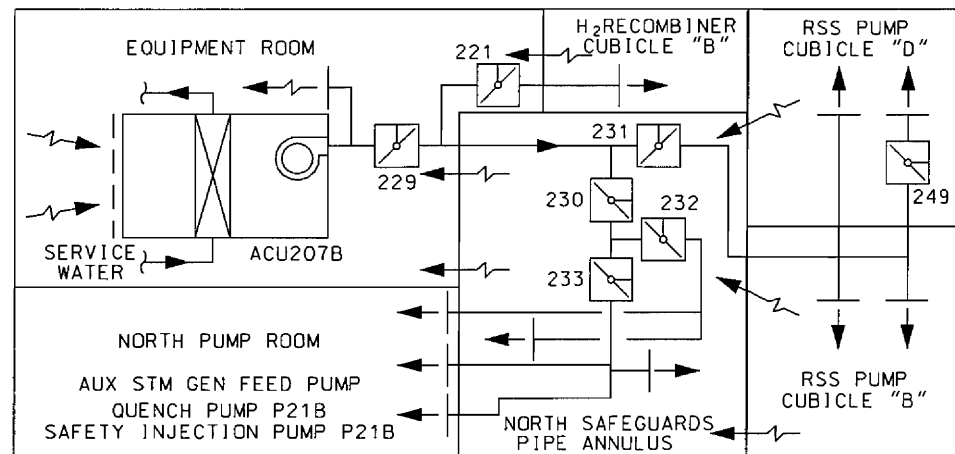 EQUIPMENT ROOM
221
H₂RECOMBINER
CUBICLE "B"
RSS PUMP
CUBICLE "D"
229
231
230
232
249
SERVICE
WATER
ACU207B
233
NORTH PUMP ROOM
AUX STM GEN FEED PUMP
QUENCH PUMP P21B
SAFETY INJECTION PUMP P21B
NORTH SAFEGUARDS
PIPE ANNULUS
RSS PUMP
CUBICLE "B"